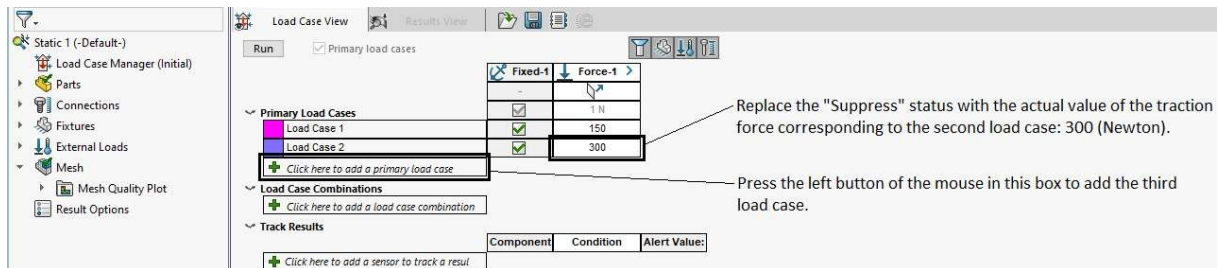 Load Case View
Results View
Static 1 (-Default-)
Load Case Manager (Initial)
Parts
Connections
Fixtures
External Loads
Mesh
Mesh Quality Plot
Result Options
Run
Primary load cases
Fixed-1
Force-1
-
Primary Load Cases
1 N
Load Case 1
150
Load Case 2
300
Click here to add a primary load case
Load Case Combinations
Click here to add a load case combination
Track Results
Component
Condition
Alert Value:
Click here to add a sensor to track a resul
Replace the "Suppress" status with the actual value of the traction
force corresponding to the second load case: 300 (Newton).
Press the left button of the mouse in this box to add the third
load case.